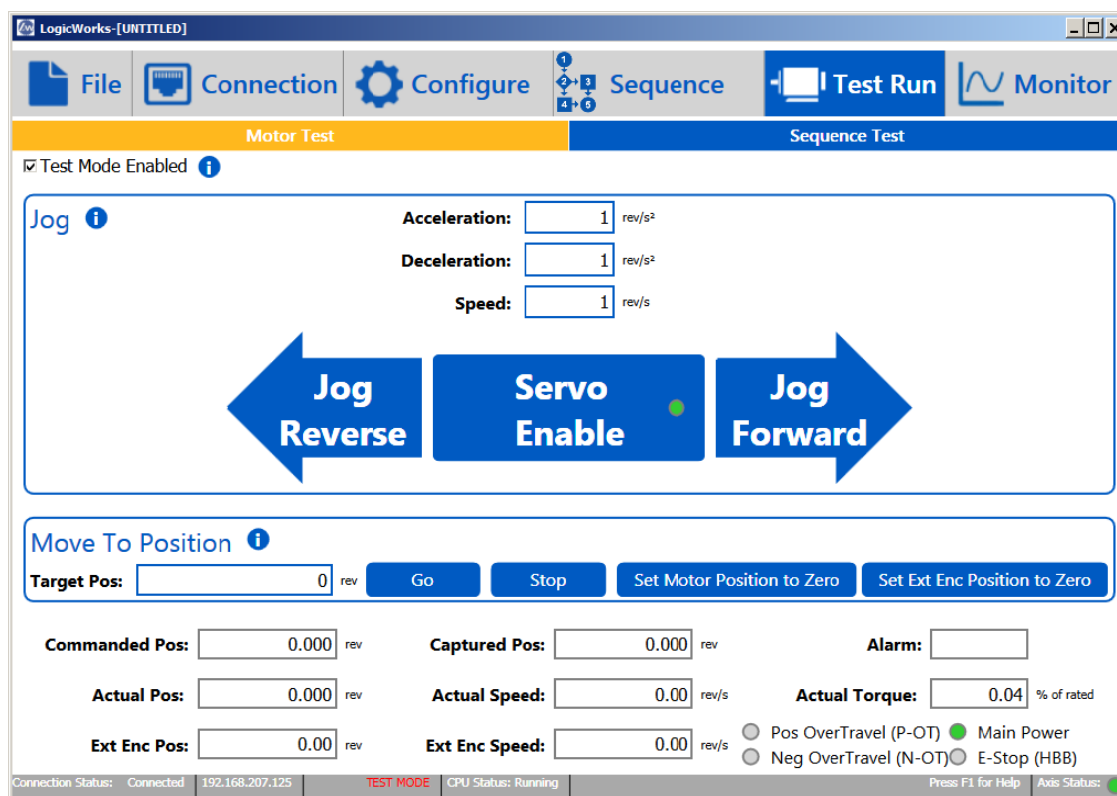 LogicWorks-[UNTITLED]
File Connection Configure Sequence Test Run Monitor
1
2 3
4 5
Motor Test Sequence Test
Test Mode Enabled i
Jog i
Acceleration: 1 rev/s²
Deceleration: 1 rev/s²
Speed: 1 rev/s
Jog Reverse
Servo Enable
Jog Forward
Move To Position i
Target Pos: 0 rev Go Stop Set Motor Position to Zero Set Ext Enc Position to Zero
Commanded Pos: 0.000 rev Captured Pos: 0.000 rev Alarm:
Actual Pos: 0.000 rev Actual Speed: 0.00 rev/s Actual Torque: 0.04 % of rated
Ext Enc Pos: 0.00 rev Ext Enc Speed: 0.00 rev/s
Pos OverTravel (P-OT) Main Power
Neg OverTravel (N-OT) E-Stop (HBB)
Connection Status: Connected 192.168.207.125 TEST MODE CPU Status: Running Press F1 for Help Axis Status: